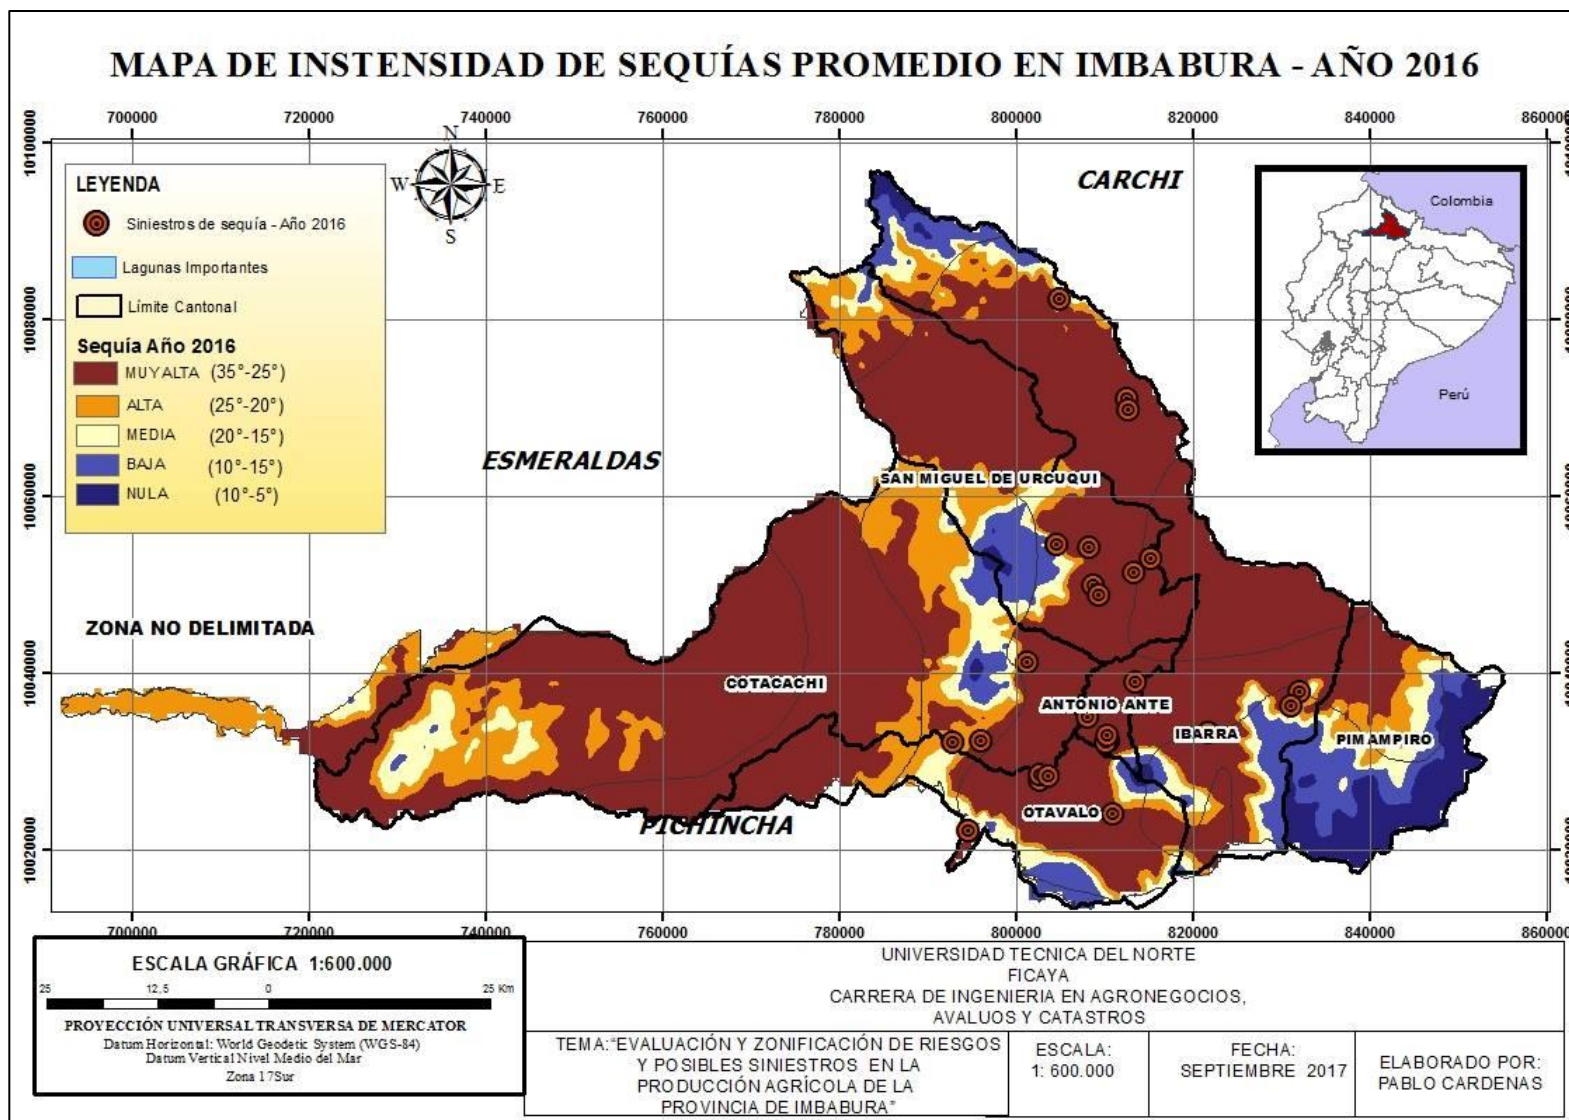 MAPA DE INSTENSIDAD DE SEQUÍAS PROMEDIO EN IMBABURA - AÑO 2016
700000 720000 740000 760000 780000 800000 820000 840000 860000
10100000
10080000
10060000
10040000
10020000
N
W E
S
LEYENDA
Siniestros de sequía - Año 2016
Lagunas Importantes
Límite Cantonal
Sequía Año 2016
MUY ALTA (35°-25°)
ALTA (25°-20°)
MEDIA (20°-15°)
BAJA (10°-15°)
NULA (10°-5°)
CARCHI
Colombia
Perú
ESMERALDAS
SAN MIGUEL DE URCUQUI
ZONA NO DELIMITADA
COTACACHI
ANTONIO ANTE
IBARRA
PIMAMPIRO
OTAVALO
PICHINCHA
10100000
10080000
10060000
10040000
10020000
700000 720000 740000 760000 780000 800000 820000 840000 860000
ESCALA GRÁFICA 1:600.000
25 12,5 0 25 Km
PROYECCIÓN UNIVERSAL TRANSVERSA DE MERCATOR
Datum Horizontal: World Geodetic System (WGS-84)
Datum Vertical Nivel Medio del Mar
Zona 17Sur
UNIVERSIDAD TECNICA DEL NORTE
FICAYA
CARRERA DE INGENIERIA EN AGRONEGOCIOS,
AVALUOS Y CATASTROS
TEMA:"EVALUACIÓN Y ZONIFICACIÓN DE RIESGOS
Y POSIBLES SINIESTROS EN LA
PRODUCCIÓN AGRÍCOLA DE LA
PROVINCIA DE IMBABURA"
ESCALA:
1: 600.000
FECHA:
SEPTIEMBRE 2017
ELABORADO POR:
PABLO CARDENAS